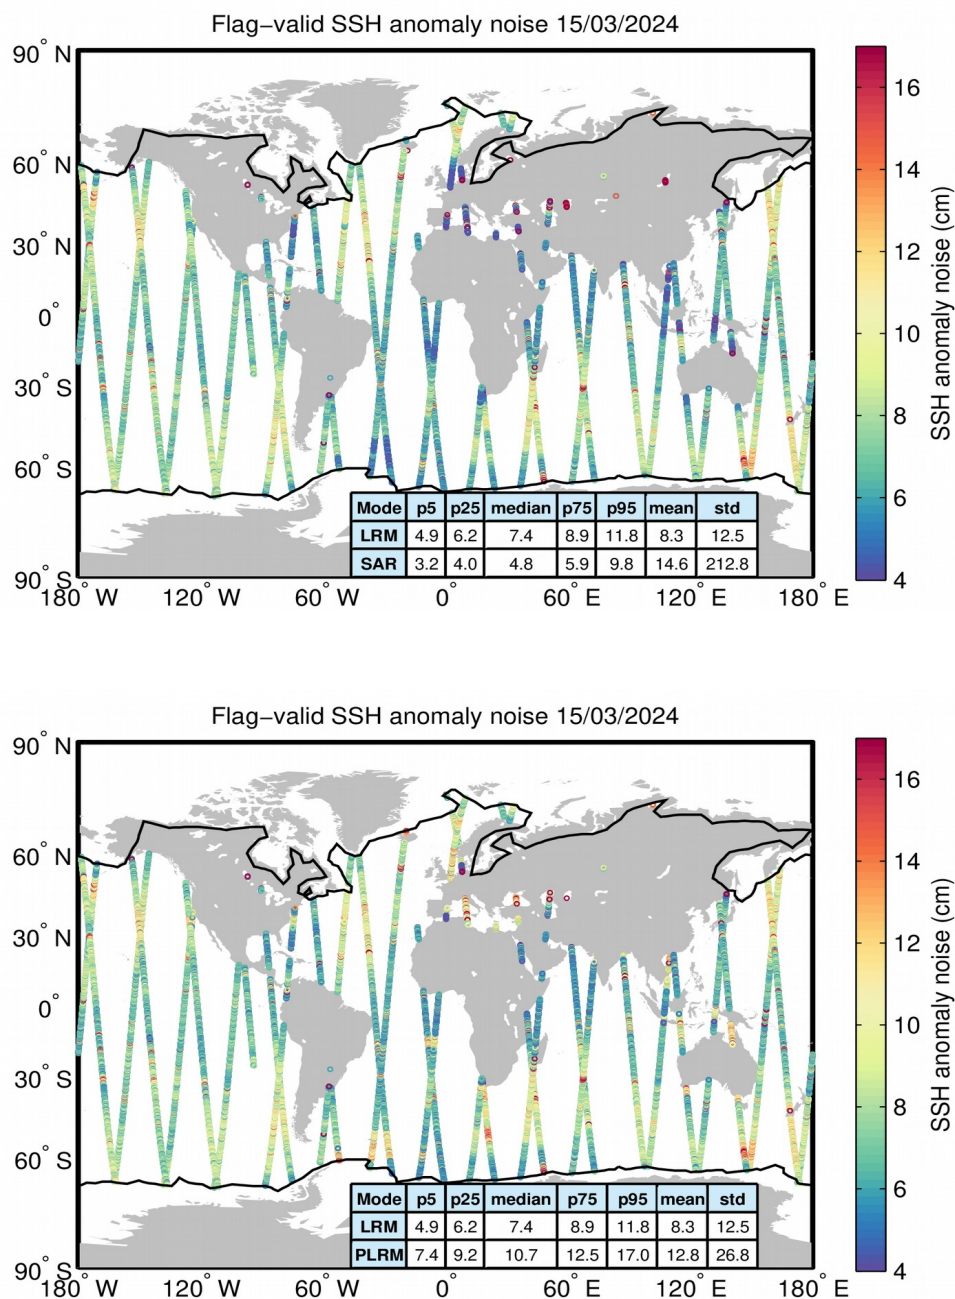 Flag−valid SSH anomaly noise 15/03/2024
90° N
60° N
30° N
0°
30° S
60° S
90° S
180° W 120° W 60° W 0° 60° E 120° E 180° E
16
14
12
10
8
6
4
SSH anomaly noise (cm)
Mode p5 p25 median p75 p95 mean std
LRM 4.9 6.2 7.4 8.9 11.8 8.3 12.5
SAR 3.2 4.0 4.8 5.9 9.8 14.6 212.8
Flag−valid SSH anomaly noise 15/03/2024
90° N
60° N
30° N
0°
30° S
60° S
90° S
180° W 120° W 60° W 0° 60° E 120° E 180° E
16
14
12
10
8
6
4
SSH anomaly noise (cm)
Mode p5 p25 median p75 p95 mean std
LRM 4.9 6.2 7.4 8.9 11.8 8.3 12.5
PLRM 7.4 9.2 10.7 12.5 17.0 12.8 26.8